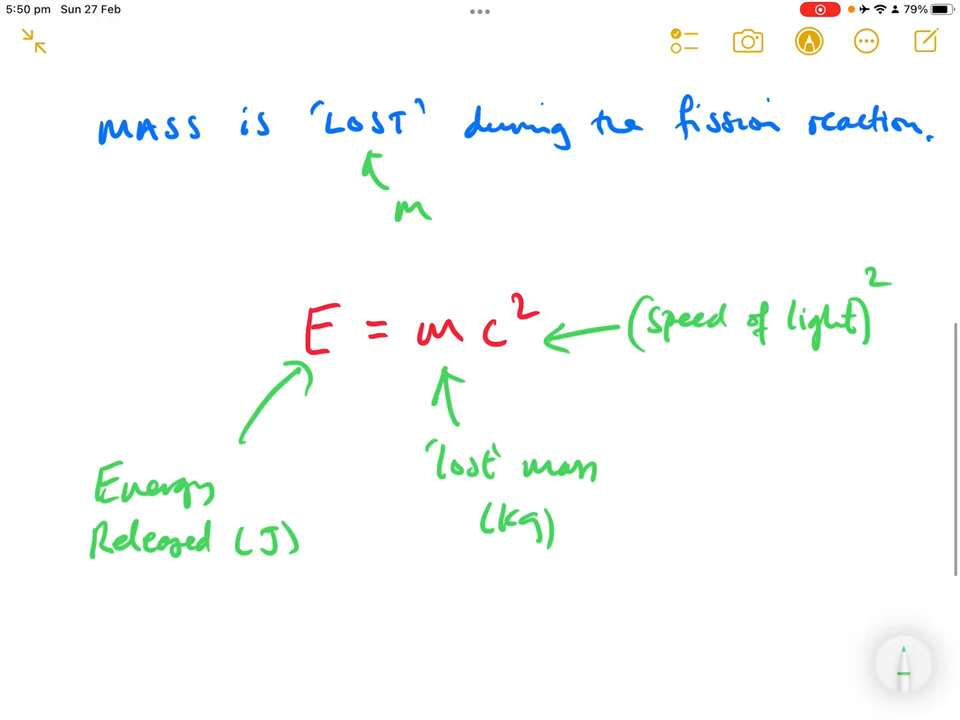 5:50 pm Sun 27 Feb
79%
MASS is 'LOST' during the fission reaction.
m
E = mc²
(speed of light)²
'lost' mass
(kg)
Energy
Released (J)